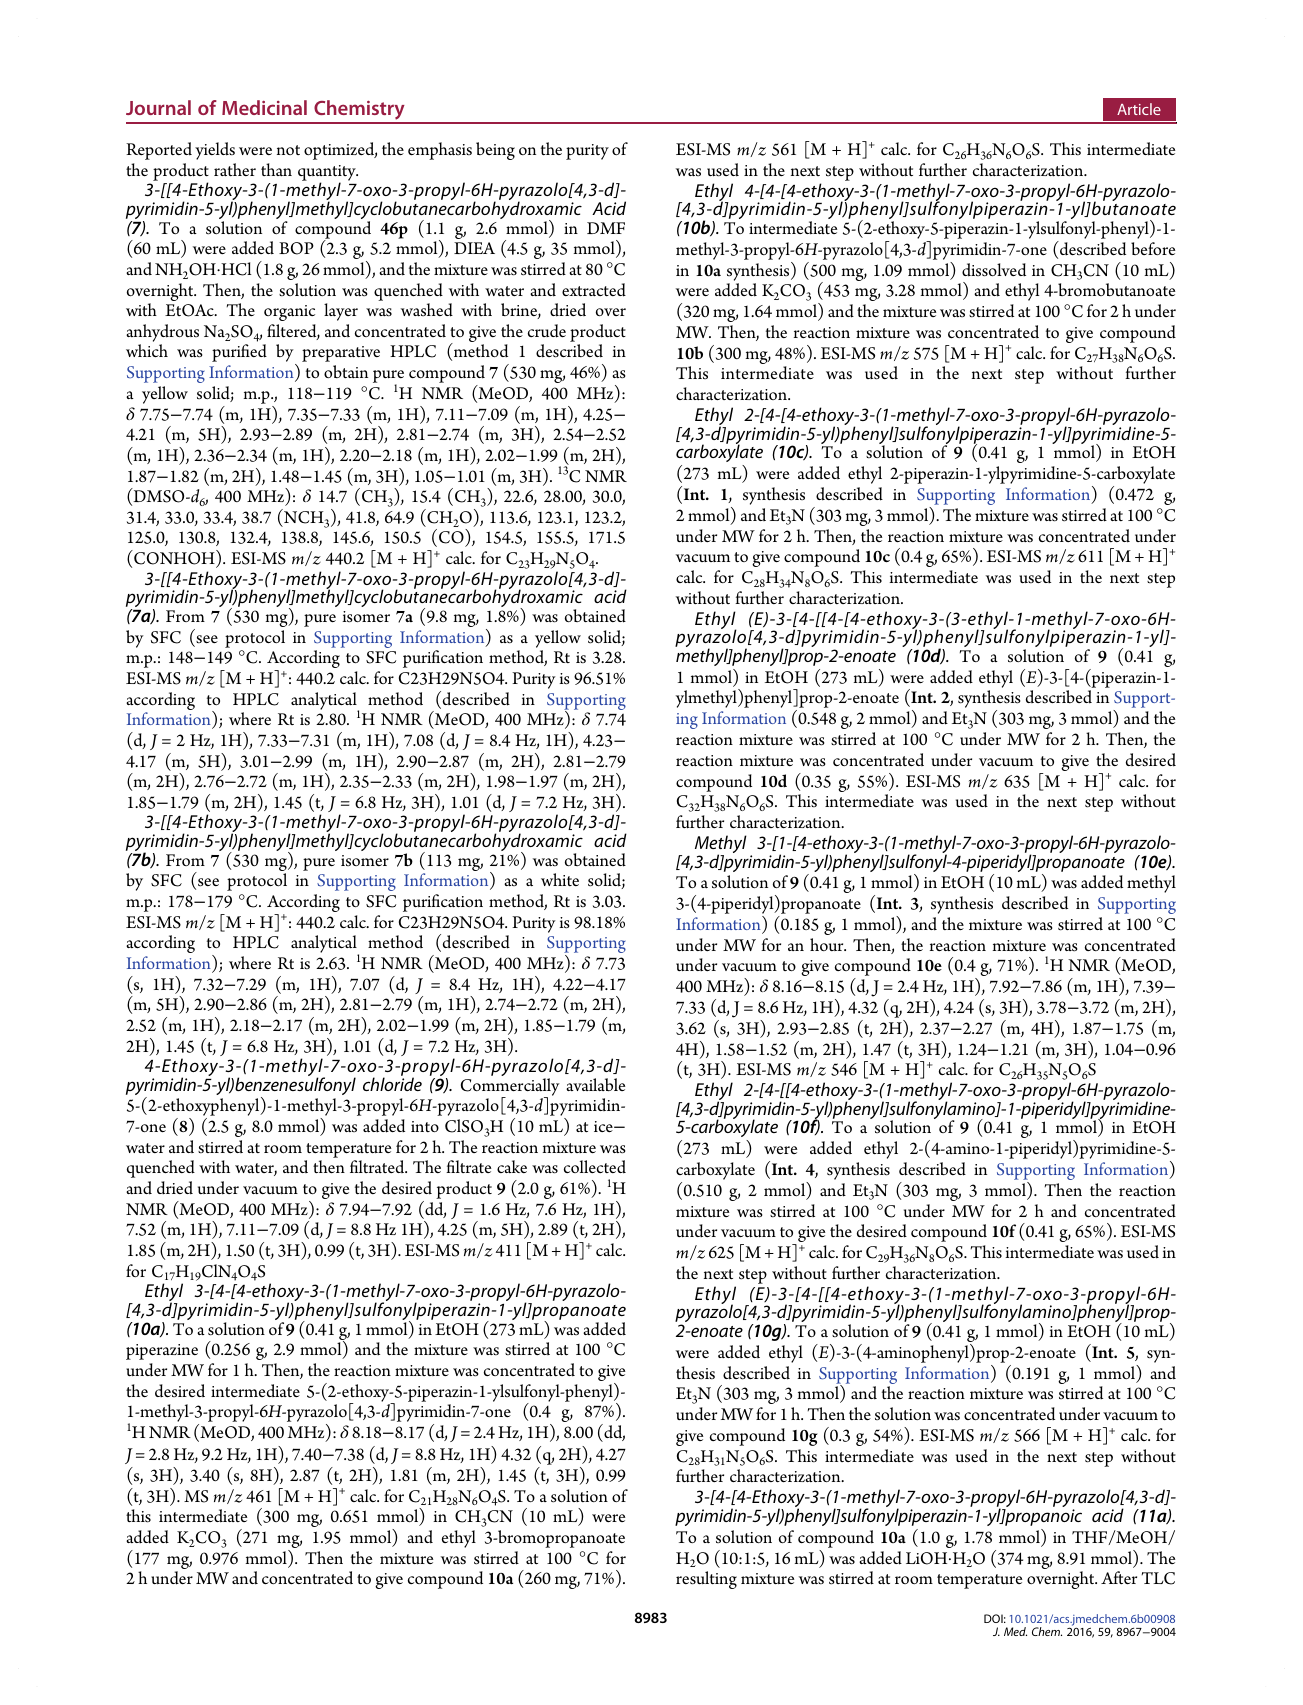 Journal of Medicinal Chemistry
Article
Reported yields were not optimized, the emphasis being on the purity of
the product rather than quantity.
3-[[4-Ethoxy-3-(1-methyl-7-oxo-3-propyl-6H-pyrazolo[4,3-d]-
pyrimidin-5-yl)phenyl]methyl]cyclobutanecarbohydroxamic Acid
(7). To a solution of compound 46p (1.1 g, 2.6 mmol) in DMF
(60 mL) were added BOP (2.3 g, 5.2 mmol), DIEA (4.5 g, 35 mmol),
and NH₂OH·HCl (1.8 g, 26 mmol), and the mixture was stirred at 80 °C
overnight. Then, the solution was quenched with water and extracted
with EtOAc. The organic layer was washed with brine, dried over
anhydrous Na₂SO₄, filtered, and concentrated to give the crude product
which was purified by preparative HPLC (method 1 described in
Supporting Information) to obtain pure compound 7 (530 mg, 46%) as
a yellow solid; m.p., 118−119 °C. ¹H NMR (MeOD, 400 MHz):
δ 7.75−7.74 (m, 1H), 7.35−7.33 (m, 1H), 7.11−7.09 (m, 1H), 4.25−
4.21 (m, 5H), 2.93−2.89 (m, 2H), 2.81−2.74 (m, 3H), 2.54−2.52
(m, 1H), 2.36−2.34 (m, 1H), 2.20−2.18 (m, 1H), 2.02−1.99 (m, 2H),
1.87−1.82 (m, 2H), 1.48−1.45 (m, 3H), 1.05−1.01 (m, 3H). ¹³C NMR
(DMSO-d₆, 400 MHz): δ 14.7 (CH₃), 15.4 (CH₃), 22.6, 28.00, 30.0,
31.4, 33.0, 33.4, 38.7 (NCH₃), 41.8, 64.9 (CH₂O), 113.6, 123.1, 123.2,
125.0, 130.8, 132.4, 138.8, 145.6, 150.5 (CO), 154.5, 155.5, 171.5
(CONHOH). ESI-MS m/z 440.2 [M + H]⁺ calc. for C₂₃H₂₉N₅O₄.
3-[[4-Ethoxy-3-(1-methyl-7-oxo-3-propyl-6H-pyrazolo[4,3-d]-
pyrimidin-5-yl)phenyl]methyl]cyclobutanecarbohydroxamic acid
(7a). From 7 (530 mg), pure isomer 7a (9.8 mg, 1.8%) was obtained
by SFC (see protocol in Supporting Information) as a yellow solid;
m.p.: 148−149 °C. According to SFC purification method, Rt is 3.28.
ESI-MS m/z [M + H]⁺: 440.2 calc. for C23H29N5O4. Purity is 96.51%
according to HPLC analytical method (described in Supporting
Information); where Rt is 2.80. ¹H NMR (MeOD, 400 MHz): δ 7.74
(d, J = 2 Hz, 1H), 7.33−7.31 (m, 1H), 7.08 (d, J = 8.4 Hz, 1H), 4.23−
4.17 (m, 5H), 3.01−2.99 (m, 1H), 2.90−2.87 (m, 2H), 2.81−2.79
(m, 2H), 2.76−2.72 (m, 1H), 2.35−2.33 (m, 2H), 1.98−1.97 (m, 2H),
1.85−1.79 (m, 2H), 1.45 (t, J = 6.8 Hz, 3H), 1.01 (d, J = 7.2 Hz, 3H).
3-[[4-Ethoxy-3-(1-methyl-7-oxo-3-propyl-6H-pyrazolo[4,3-d]-
pyrimidin-5-yl)phenyl]methyl]cyclobutanecarbohydroxamic acid
(7b). From 7 (530 mg), pure isomer 7b (113 mg, 21%) was obtained
by SFC (see protocol in Supporting Information) as a white solid;
m.p.: 178−179 °C. According to SFC purification method, Rt is 3.03.
ESI-MS m/z [M + H]⁺: 440.2 calc. for C23H29N5O4. Purity is 98.18%
according to HPLC analytical method (described in Supporting
Information); where Rt is 2.63. ¹H NMR (MeOD, 400 MHz): δ 7.73
(s, 1H), 7.32−7.29 (m, 1H), 7.07 (d, J = 8.4 Hz, 1H), 4.22−4.17
(m, 5H), 2.90−2.86 (m, 2H), 2.81−2.79 (m, 1H), 2.74−2.72 (m, 2H),
2.52 (m, 1H), 2.18−2.17 (m, 2H), 2.02−1.99 (m, 2H), 1.85−1.79 (m,
2H), 1.45 (t, J = 6.8 Hz, 3H), 1.01 (d, J = 7.2 Hz, 3H).
4-Ethoxy-3-(1-methyl-7-oxo-3-propyl-6H-pyrazolo[4,3-d]-
pyrimidin-5-yl)benzenesulfonyl chloride (9). Commercially available
5-(2-ethoxyphenyl)-1-methyl-3-propyl-6H-pyrazolo[4,3-d]pyrimidin-
7-one (8) (2.5 g, 8.0 mmol) was added into ClSO₃H (10 mL) at ice−
water and stirred at room temperature for 2 h. The reaction mixture was
quenched with water, and then filtrated. The filtrate cake was collected
and dried under vacuum to give the desired product 9 (2.0 g, 61%). ¹H
NMR (MeOD, 400 MHz): δ 7.94−7.92 (dd, J = 1.6 Hz, 7.6 Hz, 1H),
7.52 (m, 1H), 7.11−7.09 (d, J = 8.8 Hz 1H), 4.25 (m, 5H), 2.89 (t, 2H),
1.85 (m, 2H), 1.50 (t, 3H), 0.99 (t, 3H). ESI-MS m/z 411 [M + H]⁺ calc.
for C₁₇H₁₉ClN₄O₄S
Ethyl 3-[4-[4-ethoxy-3-(1-methyl-7-oxo-3-propyl-6H-pyrazolo-
[4,3-d]pyrimidin-5-yl)phenyl]sulfonylpiperazin-1-yl]propanoate
(10a). To a solution of 9 (0.41 g, 1 mmol) in EtOH (273 mL) was added
piperazine (0.256 g, 2.9 mmol) and the mixture was stirred at 100 °C
under MW for 1 h. Then, the reaction mixture was concentrated to give
the desired intermediate 5-(2-ethoxy-5-piperazin-1-ylsulfonyl-phenyl)-
1-methyl-3-propyl-6H-pyrazolo[4,3-d]pyrimidin-7-one (0.4 g, 87%).
¹H NMR (MeOD, 400 MHz): δ 8.18−8.17 (d, J = 2.4 Hz, 1H), 8.00 (dd,
J = 2.8 Hz, 9.2 Hz, 1H), 7.40−7.38 (d, J = 8.8 Hz, 1H) 4.32 (q, 2H), 4.27
(s, 3H), 3.40 (s, 8H), 2.87 (t, 2H), 1.81 (m, 2H), 1.45 (t, 3H), 0.99
(t, 3H). MS m/z 461 [M + H]⁺ calc. for C₂₁H₂₈N₆O₄S. To a solution of
this intermediate (300 mg, 0.651 mmol) in CH₃CN (10 mL) were
added K₂CO₃ (271 mg, 1.95 mmol) and ethyl 3-bromopropanoate
(177 mg, 0.976 mmol). Then the mixture was stirred at 100 °C for
2 h under MW and concentrated to give compound 10a (260 mg, 71%).
ESI-MS m/z 561 [M + H]⁺ calc. for C₂₆H₃₆N₆O₆S. This intermediate
was used in the next step without further characterization.
Ethyl 4-[4-[4-ethoxy-3-(1-methyl-7-oxo-3-propyl-6H-pyrazolo-
[4,3-d]pyrimidin-5-yl)phenyl]sulfonylpiperazin-1-yl]butanoate
(10b). To intermediate 5-(2-ethoxy-5-piperazin-1-ylsulfonyl-phenyl)-1-
methyl-3-propyl-6H-pyrazolo[4,3-d]pyrimidin-7-one (described before
in 10a synthesis) (500 mg, 1.09 mmol) dissolved in CH₃CN (10 mL)
were added K₂CO₃ (453 mg, 3.28 mmol) and ethyl 4-bromobutanoate
(320 mg, 1.64 mmol) and the mixture was stirred at 100 °C for 2 h under
MW. Then, the reaction mixture was concentrated to give compound
10b (300 mg, 48%). ESI-MS m/z 575 [M + H]⁺ calc. for C₂₇H₃₈N₆O₆S.
This intermediate was used in the next step without further
characterization.
Ethyl 2-[4-[4-ethoxy-3-(1-methyl-7-oxo-3-propyl-6H-pyrazolo-
[4,3-d]pyrimidin-5-yl)phenyl]sulfonylpiperazin-1-yl]pyrimidine-5-
carboxylate (10c). To a solution of 9 (0.41 g, 1 mmol) in EtOH
(273 mL) were added ethyl 2-piperazin-1-ylpyrimidine-5-carboxylate
(Int. 1, synthesis described in Supporting Information) (0.472 g,
2 mmol) and Et₃N (303 mg, 3 mmol). The mixture was stirred at 100 °C
under MW for 2 h. Then, the reaction mixture was concentrated under
vacuum to give compound 10c (0.4 g, 65%). ESI-MS m/z 611 [M + H]⁺
calc. for C₂₈H₃₄N₈O₆S. This intermediate was used in the next step
without further characterization.
Ethyl (E)-3-[4-[[4-[4-ethoxy-3-(3-ethyl-1-methyl-7-oxo-6H-
pyrazolo[4,3-d]pyrimidin-5-yl)phenyl]sulfonylpiperazin-1-yl]-
methyl]phenyl]prop-2-enoate (10d). To a solution of 9 (0.41 g,
1 mmol) in EtOH (273 mL) were added ethyl (E)-3-[4-(piperazin-1-
ylmethyl)phenyl]prop-2-enoate (Int. 2, synthesis described in Support-
ing Information (0.548 g, 2 mmol) and Et₃N (303 mg, 3 mmol) and the
reaction mixture was stirred at 100 °C under MW for 2 h. Then, the
reaction mixture was concentrated under vacuum to give the desired
compound 10d (0.35 g, 55%). ESI-MS m/z 635 [M + H]⁺ calc. for
C₃₂H₃₈N₆O₆S. This intermediate was used in the next step without
further characterization.
Methyl 3-[1-[4-ethoxy-3-(1-methyl-7-oxo-3-propyl-6H-pyrazolo-
[4,3-d]pyrimidin-5-yl)phenyl]sulfonyl-4-piperidyl]propanoate (10e).
To a solution of 9 (0.41 g, 1 mmol) in EtOH (10 mL) was added methyl
3-(4-piperidyl)propanoate (Int. 3, synthesis described in Supporting
Information) (0.185 g, 1 mmol), and the mixture was stirred at 100 °C
under MW for an hour. Then, the reaction mixture was concentrated
under vacuum to give compound 10e (0.4 g, 71%). ¹H NMR (MeOD,
400 MHz): δ 8.16−8.15 (d, J = 2.4 Hz, 1H), 7.92−7.86 (m, 1H), 7.39−
7.33 (d, J = 8.6 Hz, 1H), 4.32 (q, 2H), 4.24 (s, 3H), 3.78−3.72 (m, 2H),
3.62 (s, 3H), 2.93−2.85 (t, 2H), 2.37−2.27 (m, 4H), 1.87−1.75 (m,
4H), 1.58−1.52 (m, 2H), 1.47 (t, 3H), 1.24−1.21 (m, 3H), 1.04−0.96
(t, 3H). ESI-MS m/z 546 [M + H]⁺ calc. for C₂₆H₃₅N₅O₆S
Ethyl 2-[4-[[4-ethoxy-3-(1-methyl-7-oxo-3-propyl-6H-pyrazolo-
[4,3-d]pyrimidin-5-yl)phenyl]sulfonylamino]-1-piperidyl]pyrimidine-
5-carboxylate (10f). To a solution of 9 (0.41 g, 1 mmol) in EtOH
(273 mL) were added ethyl 2-(4-amino-1-piperidyl)pyrimidine-5-
carboxylate (Int. 4, synthesis described in Supporting Information)
(0.510 g, 2 mmol) and Et₃N (303 mg, 3 mmol). Then the reaction
mixture was stirred at 100 °C under MW for 2 h and concentrated
under vacuum to give the desired compound 10f (0.41 g, 65%). ESI-MS
m/z 625 [M + H]⁺ calc. for C₂₉H₃₆N₈O₆S. This intermediate was used in
the next step without further characterization.
Ethyl (E)-3-[4-[[4-ethoxy-3-(1-methyl-7-oxo-3-propyl-6H-
pyrazolo[4,3-d]pyrimidin-5-yl)phenyl]sulfonylamino]phenyl]prop-
2-enoate (10g). To a solution of 9 (0.41 g, 1 mmol) in EtOH (10 mL)
were added ethyl (E)-3-(4-aminophenyl)prop-2-enoate (Int. 5, syn-
thesis described in Supporting Information) (0.191 g, 1 mmol) and
Et₃N (303 mg, 3 mmol) and the reaction mixture was stirred at 100 °C
under MW for 1 h. Then the solution was concentrated under vacuum to
give compound 10g (0.3 g, 54%). ESI-MS m/z 566 [M + H]⁺ calc. for
C₂₈H₃₁N₅O₆S. This intermediate was used in the next step without
further characterization.
3-[4-[4-Ethoxy-3-(1-methyl-7-oxo-3-propyl-6H-pyrazolo[4,3-d]-
pyrimidin-5-yl)phenyl]sulfonylpiperazin-1-yl]propanoic acid (11a).
To a solution of compound 10a (1.0 g, 1.78 mmol) in THF/MeOH/
H₂O (10:1:5, 16 mL) was added LiOH·H₂O (374 mg, 8.91 mmol). The
resulting mixture was stirred at room temperature overnight. After TLC
8983
DOI: 10.1021/acs.jmedchem.6b00908
J. Med. Chem. 2016, 59, 8967−9004